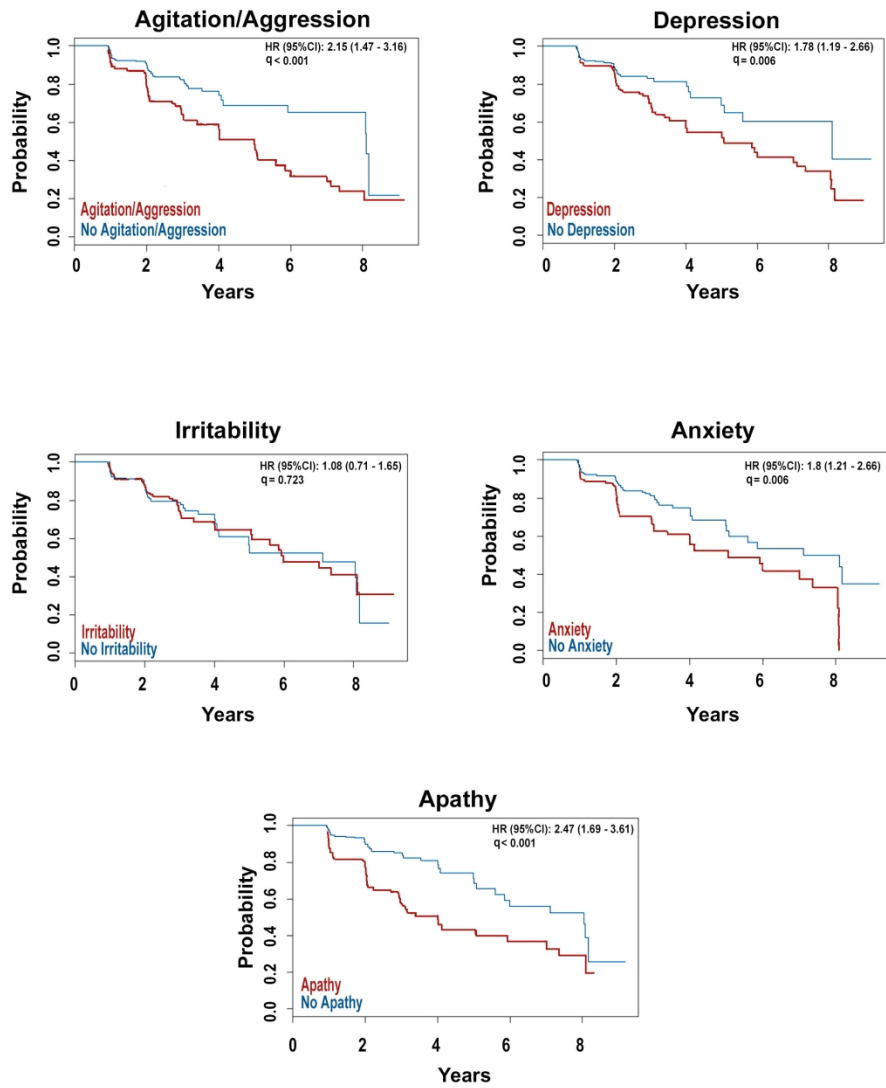 Agitation/Aggression
HR (95%CI): 2.15 (1.47 - 3.16)
q < 0.001
Probability
1.0
0.8
0.6
0.4
0.2
0.0
Agitation/Aggression
No Agitation/Aggression
0 2 4 6 8
Years
Depression
HR (95%CI): 1.78 (1.19 - 2.66)
q = 0.006
Probability
1.0
0.8
0.6
0.4
0.2
0.0
Depression
No Depression
0 2 4 6 8
Years
Irritability
HR (95%CI): 1.08 (0.71 - 1.65)
q = 0.723
Probability
1.0
0.8
0.6
0.4
0.2
0.0
Irritability
No Irritability
0 2 4 6 8
Years
Anxiety
HR (95%CI): 1.8 (1.21 - 2.66)
q = 0.006
Probability
1.0
0.8
0.6
0.4
0.2
0.0
Anxiety
No Anxiety
0 2 4 6 8
Years
Apathy
HR (95%CI): 2.47 (1.69 - 3.61)
q < 0.001
Probability
1.0
0.8
0.6
0.4
0.2
0.0
Apathy
No Apathy
0 2 4 6 8
Years